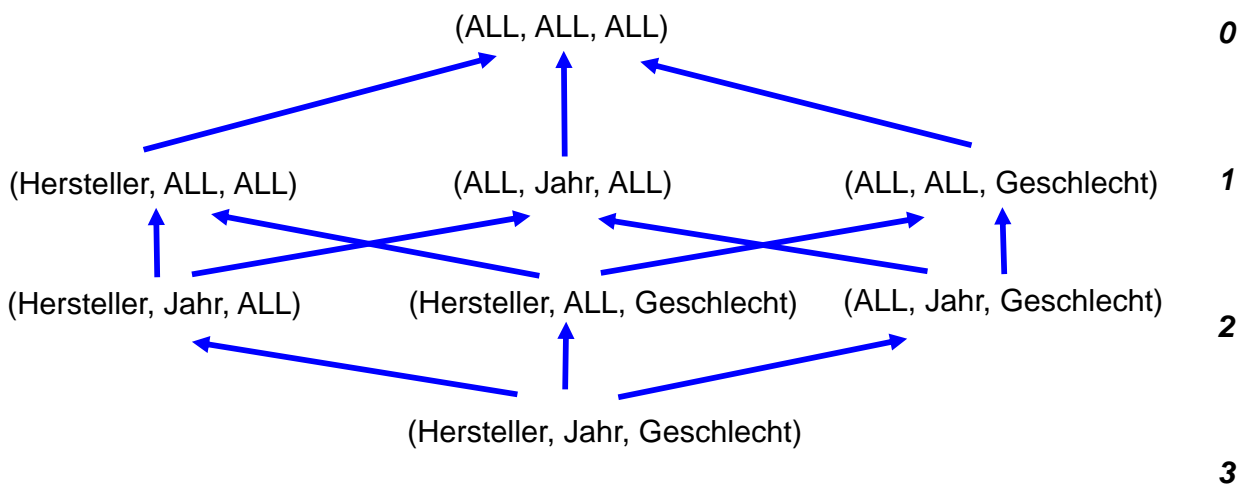 (ALL, ALL, ALL) 0
(Hersteller, ALL, ALL) (ALL, Jahr, ALL) (ALL, ALL, Geschlecht) 1
(Hersteller, Jahr, ALL) (Hersteller, ALL, Geschlecht) (ALL, Jahr, Geschlecht)
2
(Hersteller, Jahr, Geschlecht)
3